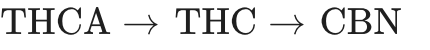 THCA → THC → CBN